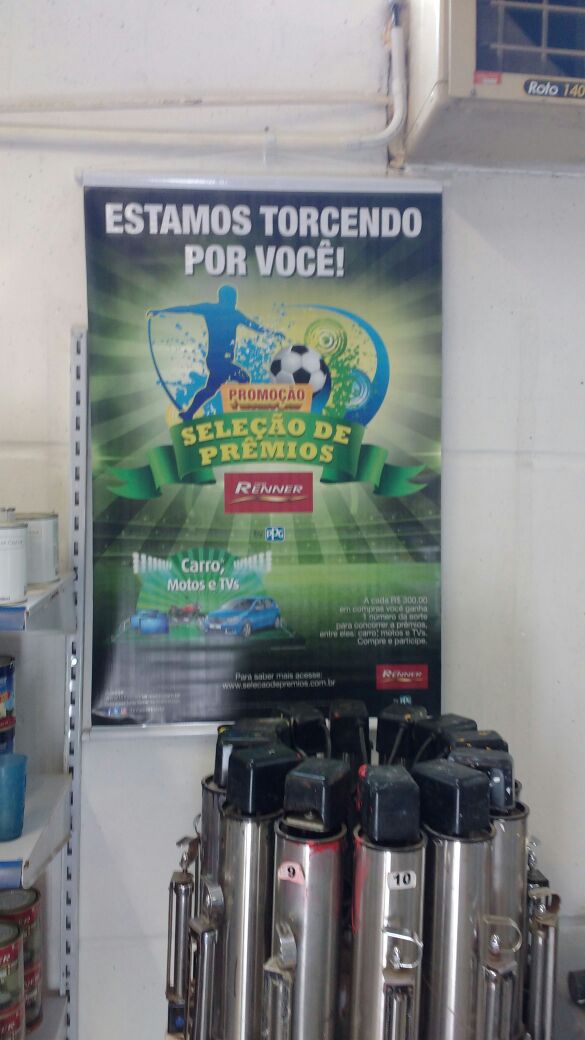 Roto 140
ESTAMOS TORCENDO
POR VOCÊ!
PROMOÇÃO
SELEÇÃO DE
PRÊMIOS
RENNER
PPG
Carro,
Motos e TVs
A cada R$ 300,00
em compras você ganha
1 número da sorte
para concorrer a prêmios,
entre eles: carro, motos e TVs.
Compre e participe.
Para saber mais acesse:
www.selecaodepremios.com.br
RENNER
9
10
RENNER